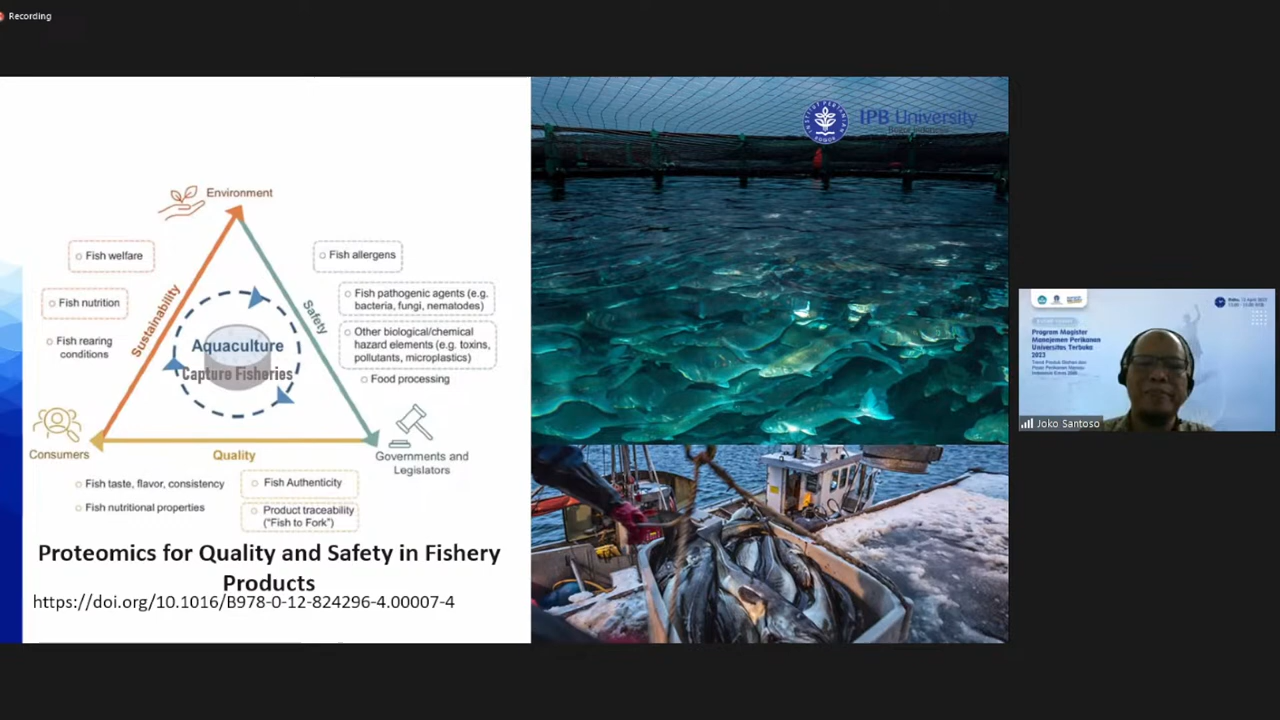 Recording
IPB University
Bogor Indonesia
Environment
Fish welfare
Fish allergens
Fish nutrition
Fish pathogenic agents (e.g.
bacteria, fungi, nematodes)
Sustainability
Safety
Fish rearing
conditions
Other biological/chemical
hazard elements (e.g. toxins,
pollutants, microplastics)
Aquaculture
Capture Fisheries
Food processing
Consumers
Quality
Governments and
Legislators
Fish taste, flavor, consistency
Fish Authenticity
Fish nutritional properties
Product traceability
("Fish to Fork")
Proteomics for Quality and Safety in Fishery
Products
https://doi.org/10.1016/B978-0-12-824296-4.00007-4
Program Magister
Manajemen Perikanan
Universitas Terbuka
2023
Joko Santoso